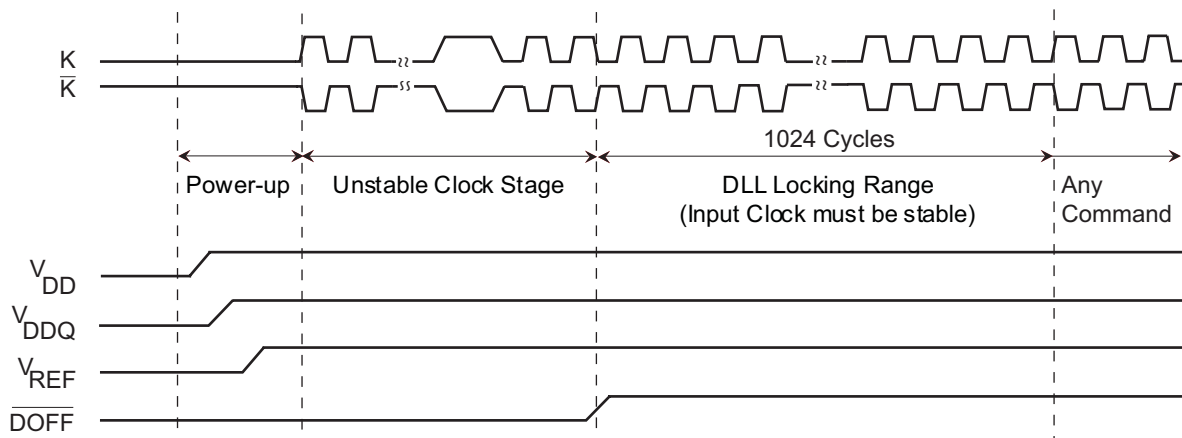 K
K̅
1024 Cycles
Power-up
Unstable Clock Stage
DLL Locking Range
(Input Clock must be stable)
Any
Command
VDD
VDDQ
VREF
D̅O̅F̅F̅